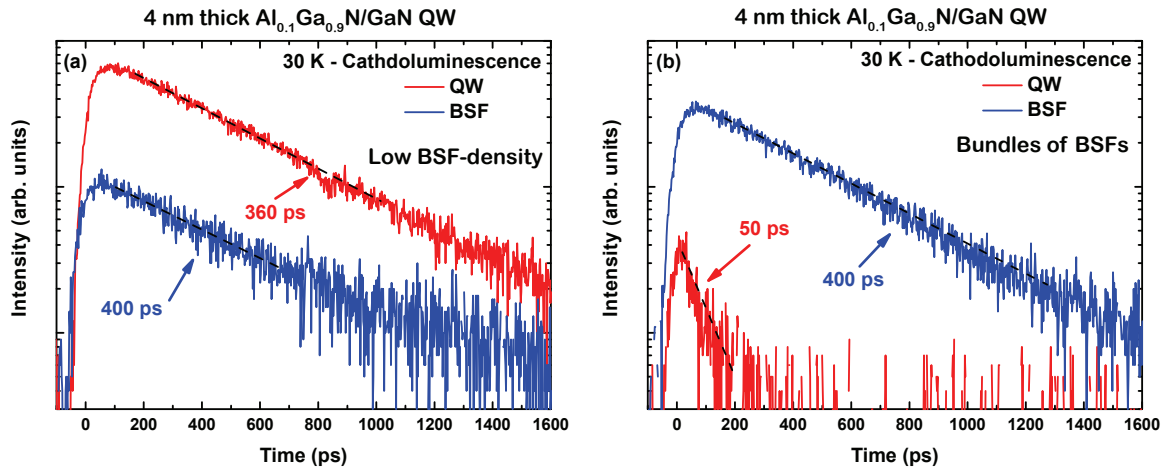 4 nm thick Al0.1Ga0.9N/GaN QW
(a)
30 K - Cathdoluminescence
QW
BSF
Low BSF-density
360 ps
400 ps
Intensity (arb. units)
0 200 400 600 800 1000 1200 1400 1600
Time (ps)
4 nm thick Al0.1Ga0.9N/GaN QW
(b)
30 K - Cathodoluminescence
QW
BSF
Bundles of BSFs
50 ps
400 ps
Intensity (arb. units)
0 200 400 600 800 1000 1200 1400 1600
Time (ps)